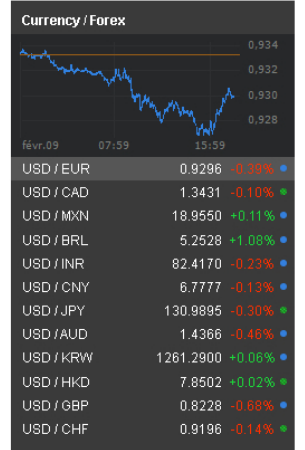 Currency / Forex
0,934
0,932
0,930
0,928
févr.09 07:59 15:59
USD / EUR 0.9296 -0.39%
USD / CAD 1.3431 -0.10%
USD / MXN 18.9550 +0.11%
USD / BRL 5.2528 +1.08%
USD / INR 82.4170 -0.23%
USD / CNY 6.7777 -0.13%
USD / JPY 130.9895 -0.30%
USD / AUD 1.4366 -0.46%
USD / KRW 1261.2900 +0.06%
USD / HKD 7.8502 +0.02%
USD / GBP 0.8228 -0.68%
USD / CHF 0.9196 -0.14%